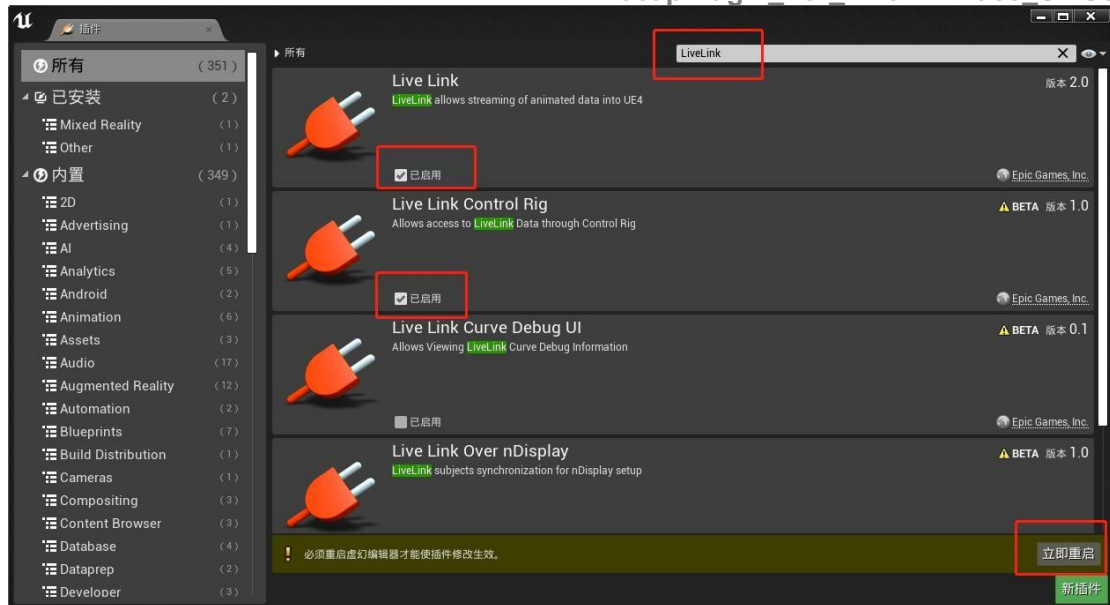 插件
所有 (351)
已安装 (2)
Mixed Reality (1)
Other (1)
内置 (349)
2D (1)
Advertising (1)
AI (4)
Analytics (5)
Android (2)
Animation (6)
Assets (3)
Audio (17)
Augmented Reality (12)
Automation (2)
Blueprints (7)
Build Distribution (1)
Cameras (1)
Compositing (3)
Content Browser (3)
Database (4)
Dataprep (2)
Developer (3)
所有
LiveLink
Live Link
版本 2.0
LiveLink allows streaming of animated data into UE4
已启用
Epic Games, Inc.
Live Link Control Rig
BETA 版本 1.0
Allows access to LiveLink Data through Control Rig
已启用
Epic Games, Inc.
Live Link Curve Debug UI
BETA 版本 0.1
Allows Viewing LiveLink Curve Debug Information
已启用
Epic Games, Inc.
Live Link Over nDisplay
BETA 版本 1.0
LiveLink subjects synchronization for nDisplay setup
! 必须重启虚幻编辑器才能使插件修改生效。
立即重启
新插件